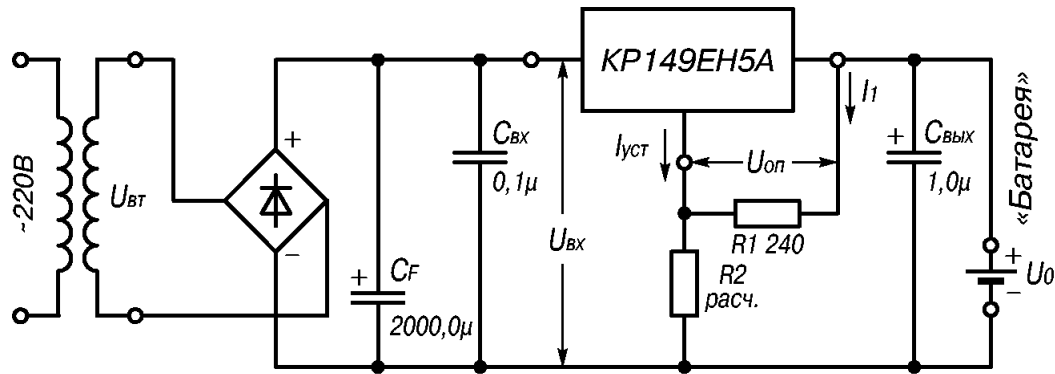 ~220В
Uвт
+
−
+
CF
2000,0µ
Cвх
0,1µ
Uвх
КР149ЕН5А
Iуст
Uоп
I1
R1 240
R2
расч.
+
Cвых
1,0µ
«Батарея»
+
U0
−